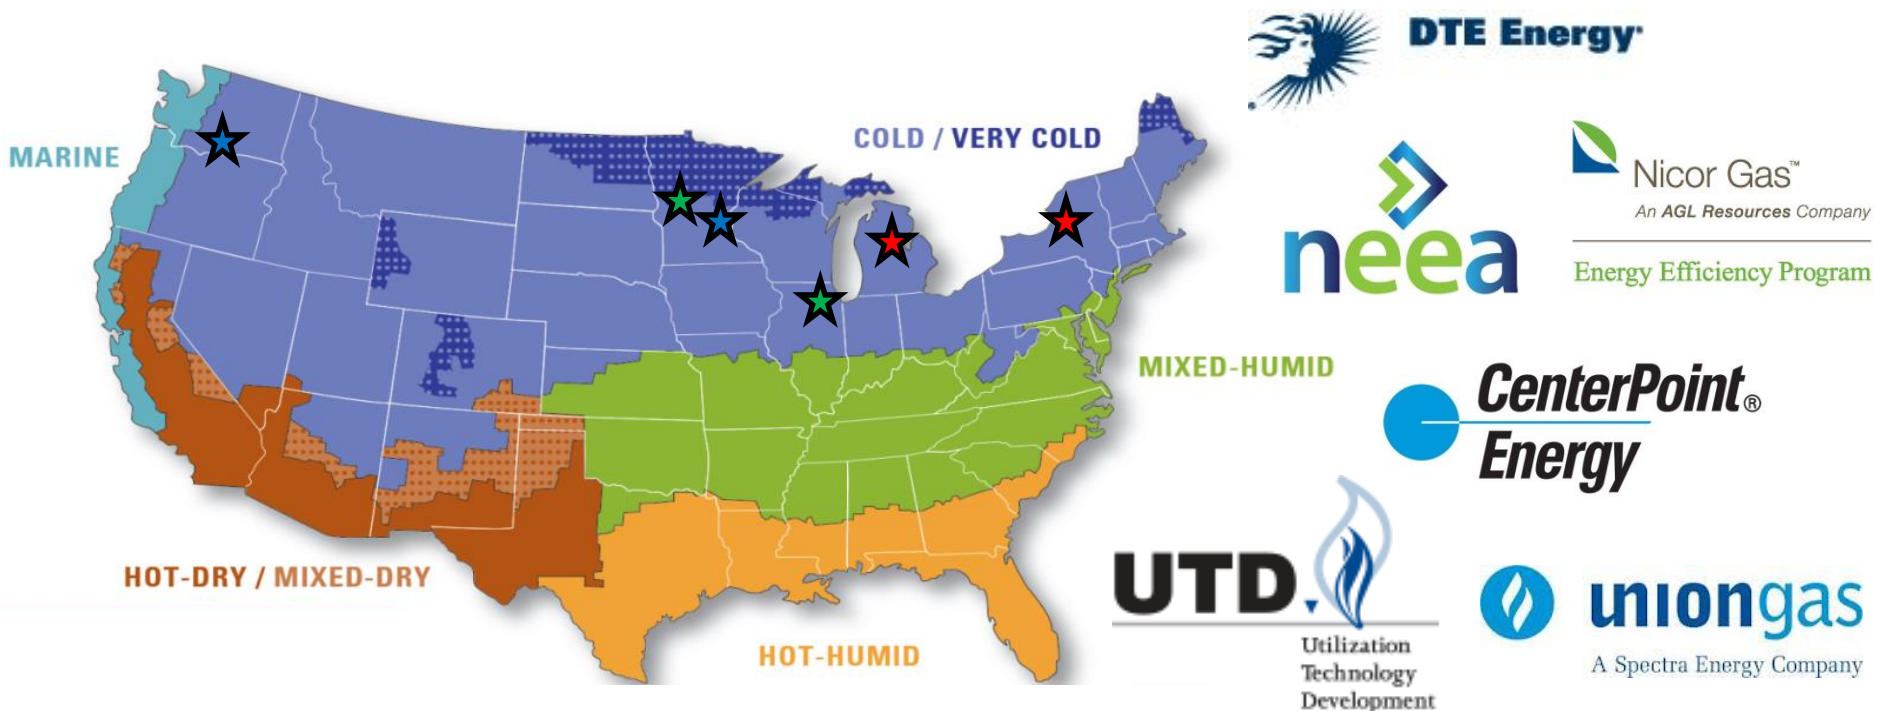 MARINE
COLD / VERY COLD
MIXED-HUMID
HOT-DRY / MIXED-DRY
HOT-HUMID
DTE Energy®
neea
Nicor Gas™
An AGL Resources Company
Energy Efficiency Program
CenterPoint®
Energy
UTD
Utilization
Technology
Development
uniongas
A Spectra Energy Company